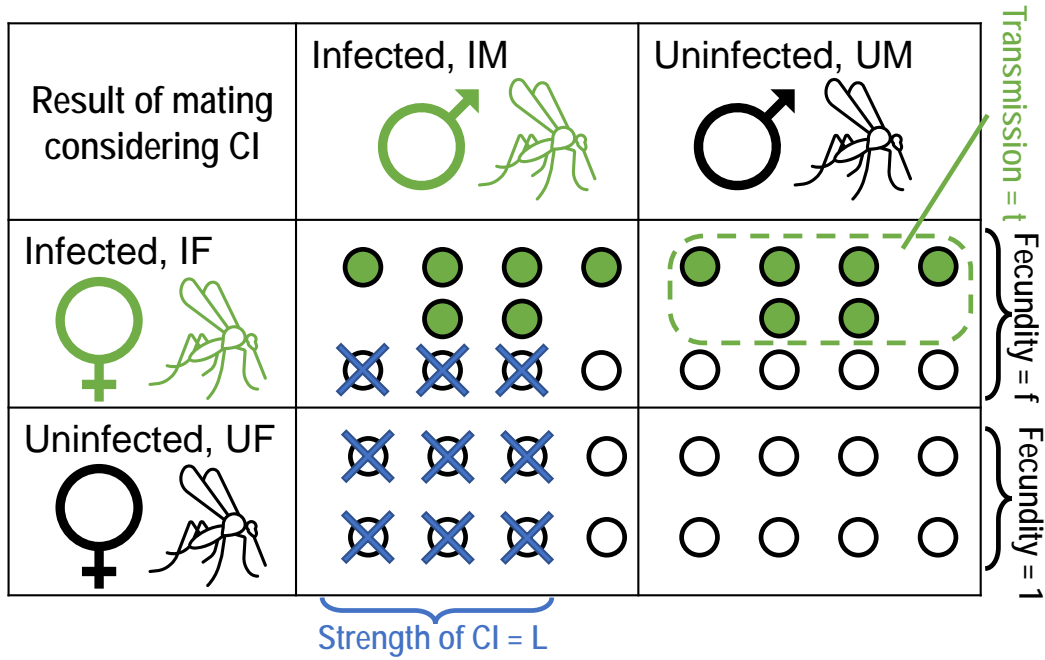 Result of mating
considering CI
Infected, IM
Uninfected, UM
Transmission = t
Infected, IF
Fecundity = f
Uninfected, UF
Fecundity = 1
Strength of CI = L